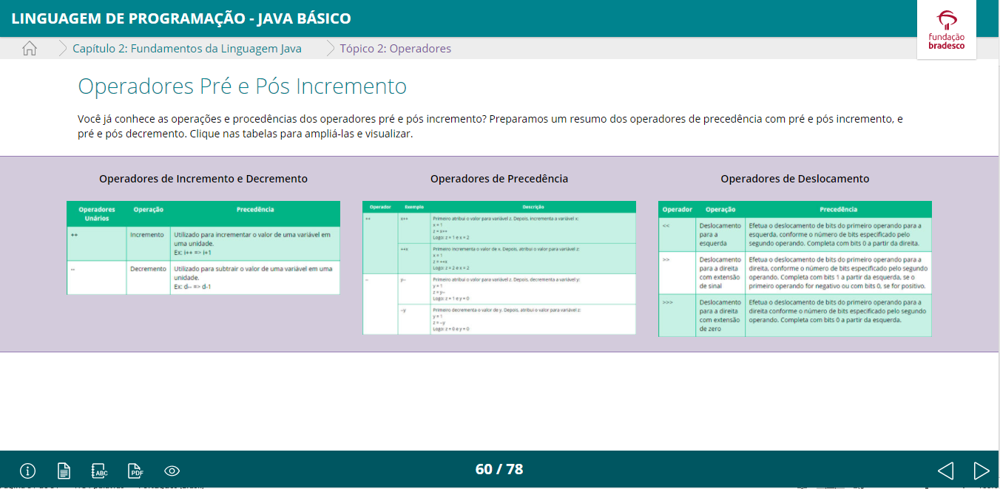 LINGUAGEM DE PROGRAMAÇÃO - JAVA BÁSICO
fundação
bradesco
Capítulo 2: Fundamentos da Linguagem Java
Tópico 2: Operadores
Operadores Pré e Pós Incremento
Você já conhece as operações e procedências dos operadores pré e pós incremento? Preparamos um resumo dos operadores de precedência com pré e pós incremento, e
pré e pós decremento. Clique nas tabelas para ampliá-las e visualizar.
Operadores de Incremento e Decremento
Operadores Operação Precedência
Unários
++ Incremento Utilizado para incrementar o valor de uma variável em
uma unidade.
Ex: i++ => i+1
-- Decremento Utilizado para subtrair o valor de uma variável em uma
unidade.
Ex: d-- => d-1
Operadores de Precedência
Operador Exemplo Descrição
++ x++ Primeiro atribui o valor para variável z. Depois, incrementa a variável x:
x = 1
z = x++
Logo: z = 1 e x = 2
++x Primeiro incrementa o valor de x. Depois, atribui o valor para variável z:
x = 1
z = ++x
Logo: z = 2 e x = 2
-- y-- Primeiro atribui o valor para variável z. Depois, decrementa a variável y:
y = 1
z = y--
Logo: z = 1 e y = 0
--y Primeiro decrementa o valor de y. Depois, atribui o valor para variável z:
y = 1
z = --y
Logo: z = 0 e y = 0
Operadores de Deslocamento
Operador Operação Precedência
<< Deslocamento para a esquerda Efetua o deslocamento de bits do primeiro operando para a
esquerda, conforme o número de bits especificado pelo
segundo operando. Completa com bits 0 a partir da direita.
>> Deslocamento para a direita com extensão de sinal Efetua o deslocamento de bits do primeiro operando para a
direita, conforme o número de bits especificado pelo segundo
operando. Completa com bits 1 a partir da esquerda, se o
primeiro operando for negativo ou com bits 0, se for positivo.
>>> Deslocamento para a direita com extensão de zero Efetua o deslocamento de bits do primeiro operando para a
direita conforme o número de bits especificado pelo segundo
operando. Completa com bits 0 a partir da esquerda.
ABC
PDF
60 / 78